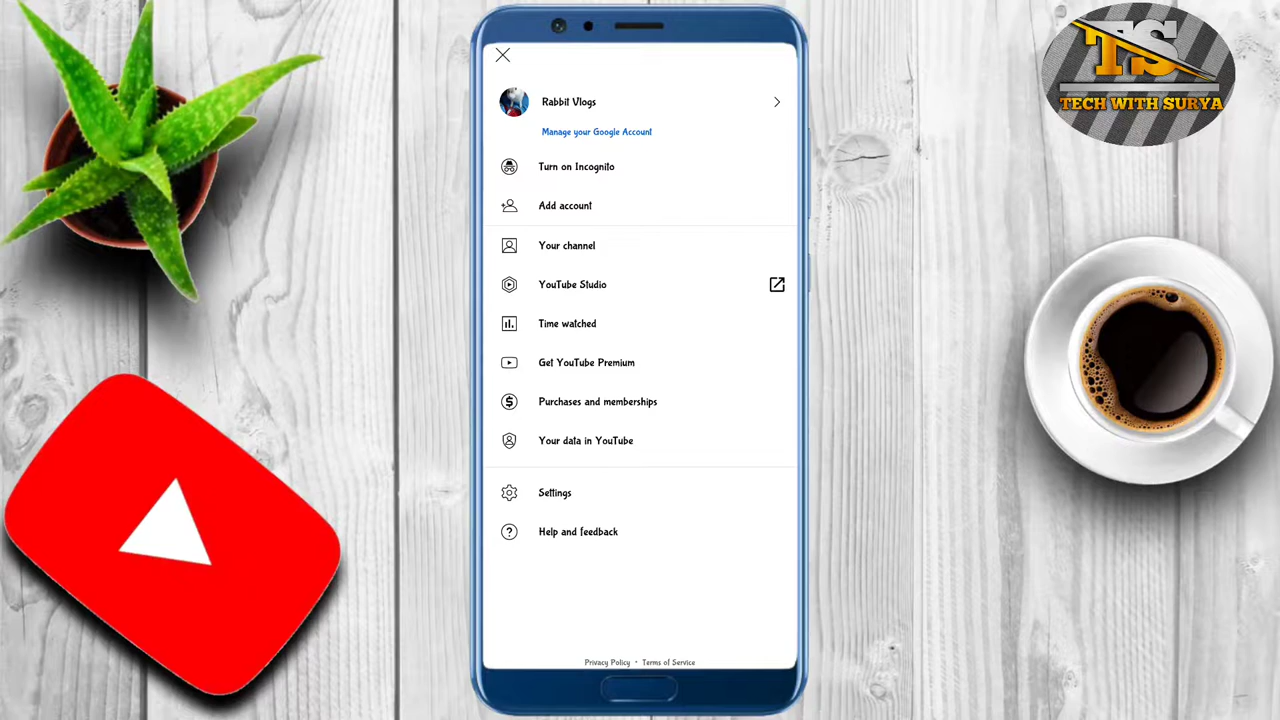 TS
TECH WITH SURYA
Rabbit Vlogs
Manage your Google Account
Turn on Incognito
Add account
Your channel
YouTube Studio
Time watched
Get YouTube Premium
Purchases and memberships
Your data in YouTube
Settings
Help and feedback
Privacy Policy • Terms of Service